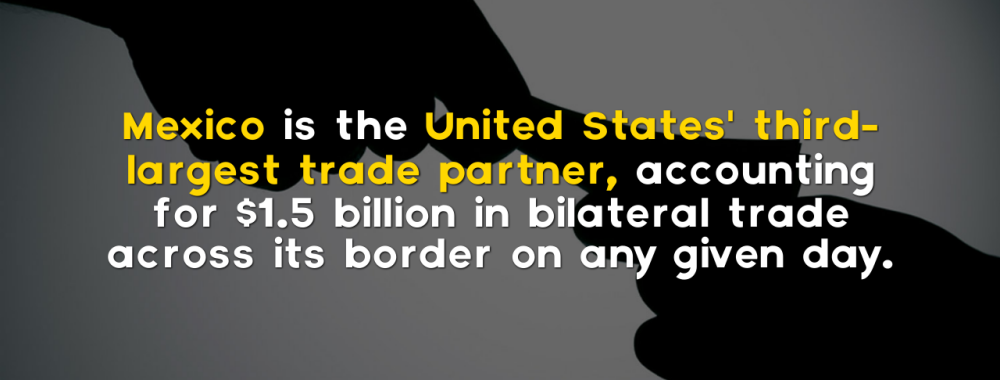 Mexico is the United States' third-
largest trade partner, accounting
for $1.5 billion in bilateral trade
across its border on any given day.